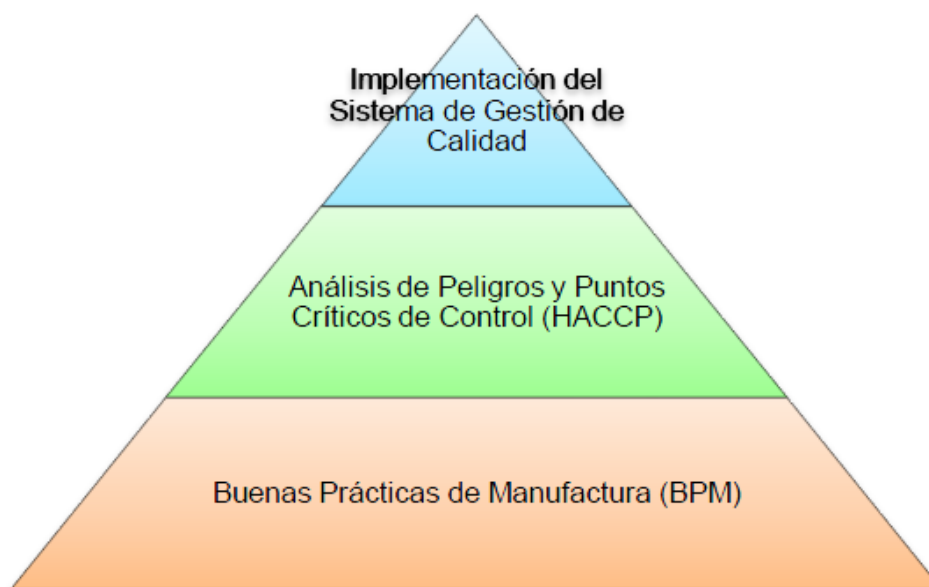 Implementación del
Sistema de Gestión de
Calidad
Análisis de Peligros y Puntos
Críticos de Control (HACCP)
Buenas Prácticas de Manufactura (BPM)